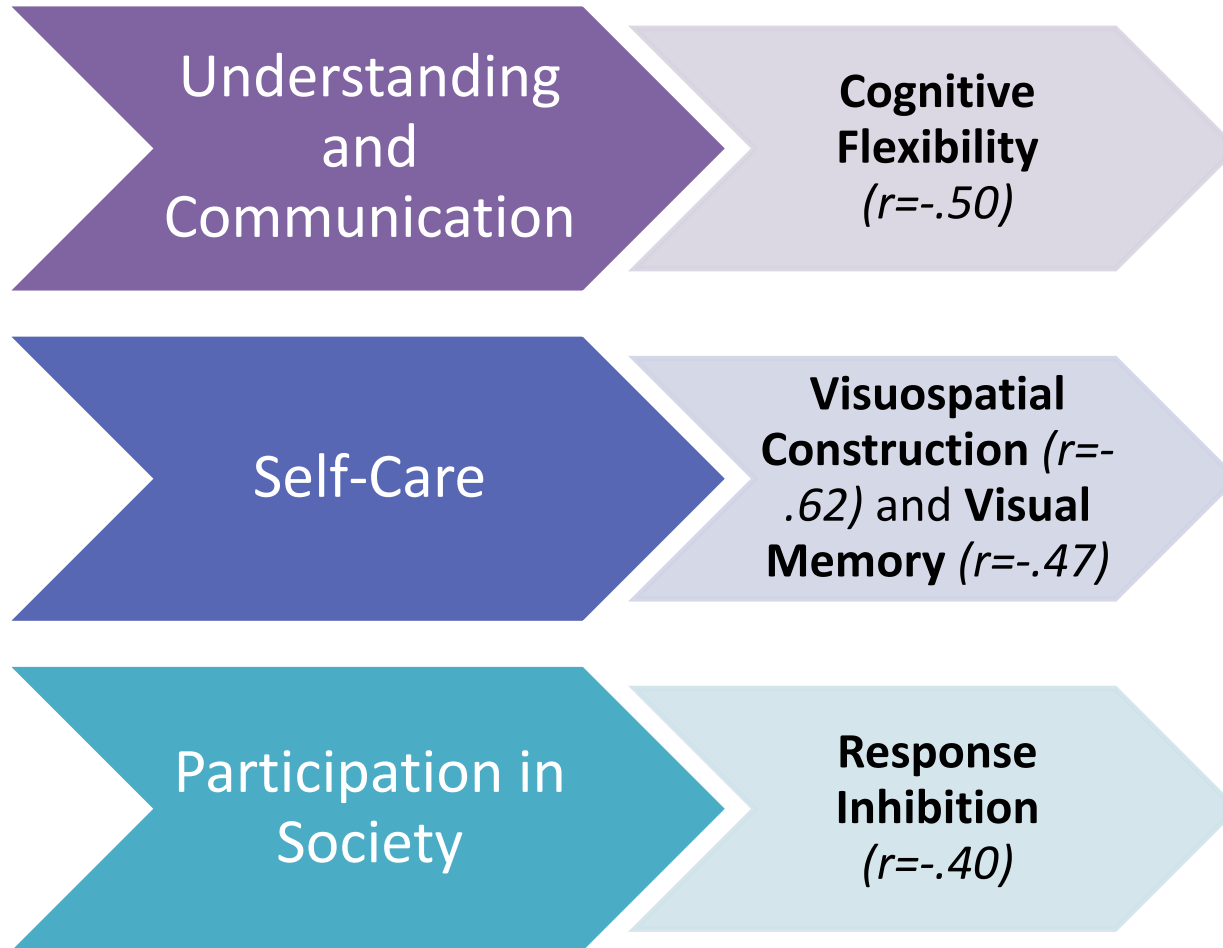 Understanding
and
Communication
Cognitive
Flexibility
(r=-.50)
Self-Care
Visuospatial
Construction (r=-
.62) and Visual
Memory (r=-.47)
Participation in
Society
Response
Inhibition
(r=-.40)